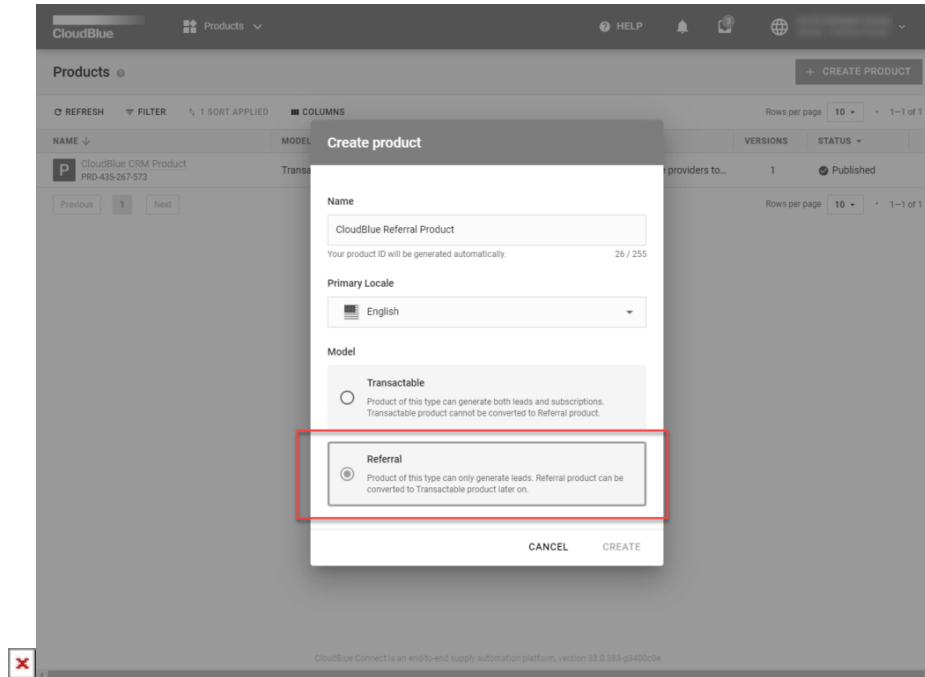 CloudBlue
Products
HELP
3
Products
+ CREATE PRODUCT
REFRESH FILTER 1 SORT APPLIED COLUMNS
Rows per page 10 1–1 of 1
NAME MODEL VERSIONS STATUS
P CloudBlue CRM Product
PRD-435-267-573
Transa
providers to... 1 Published
Previous 1 Next
Rows per page 10 1–1 of 1
Create product
Name
CloudBlue Referral Product
Your product ID will be generated automatically. 26 / 255
Primary Locale
English
Model
Transactable
Product of this type can generate both leads and subscriptions.
Transactable product cannot be converted to Referral product.
Referral
Product of this type can only generate leads. Referral product can be
converted to Transactable product later on.
CANCEL CREATE
CloudBlue Connect is an end-to-end supply automation platform, version 33.0.383-g3400c0e